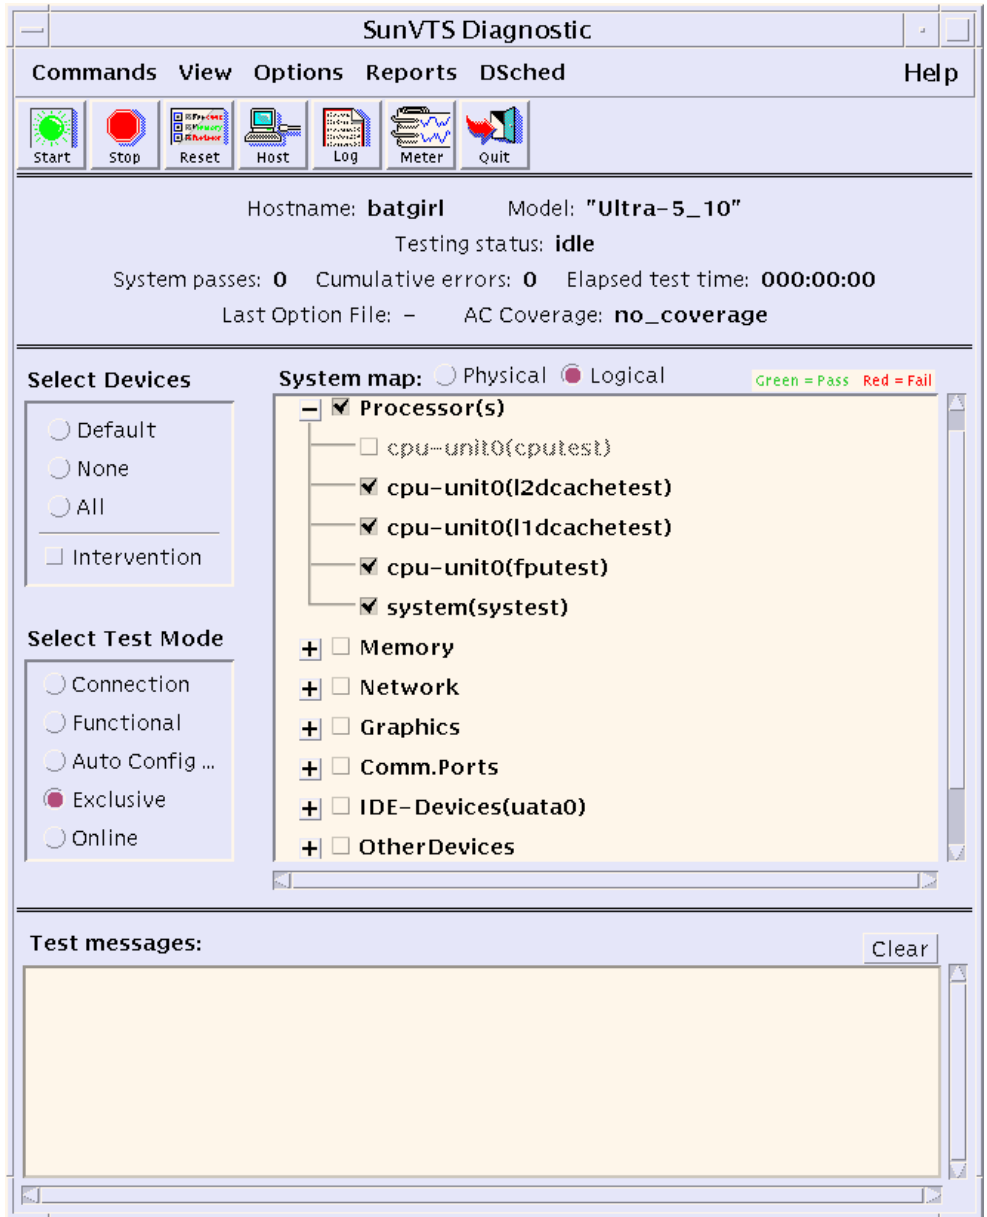 SunVTS Diagnostic
Commands View Options Reports DSched Help
Start Stop Reset Host Log Meter Quit
Hostname: batgirl Model: "Ultra-5_10"
Testing status: idle
System passes: 0 Cumulative errors: 0 Elapsed test time: 000:00:00
Last Option File: - AC Coverage: no_coverage
Select Devices
Default
None
All
Intervention
Select Test Mode
Connection
Functional
Auto Config ...
Exclusive
Online
System map: Physical Logical Green = Pass Red = Fail
Processor(s)
cpu-unit0(cputest)
cpu-unit0(l2dcachetest)
cpu-unit0(l1dcachetest)
cpu-unit0(fputest)
system(systest)
Memory
Network
Graphics
Comm.Ports
IDE-Devices(uata0)
OtherDevices
Test messages: Clear